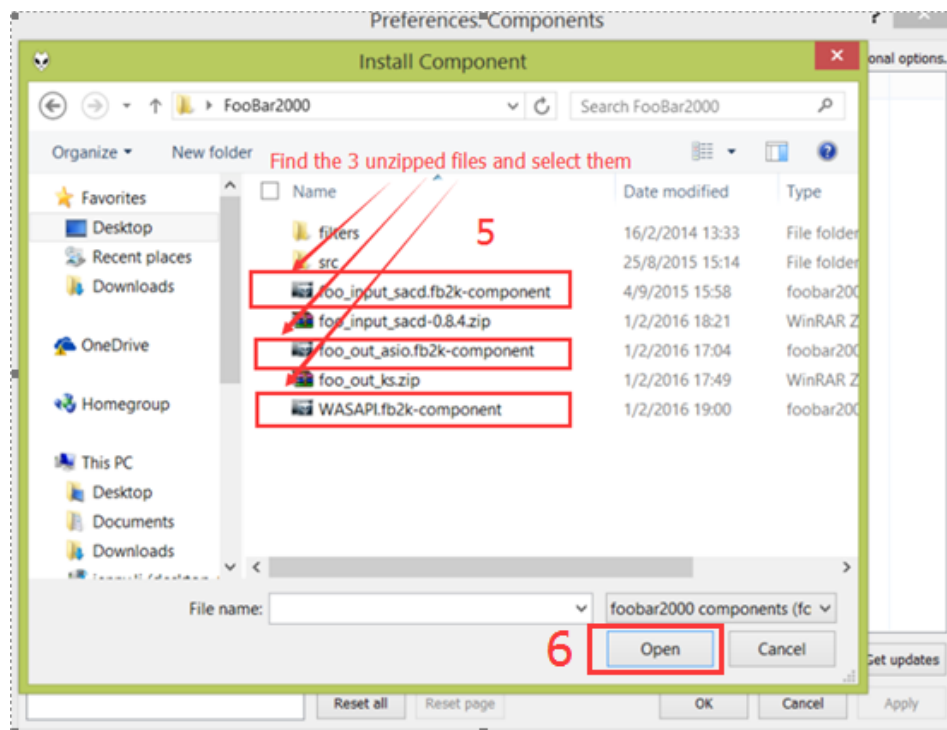 Preferences: Components
?
onal options.
Install Component
FooBar2000
Search FooBar2000
Organize
New folder
Find the 3 unzipped files and select them
Name
Date modified
Type
5
Favorites
Desktop
Recent places
Downloads
OneDrive
Homegroup
This PC
Desktop
Documents
Downloads
filters 16/2/2014 13:33 File folder
src 25/8/2015 15:14 File folder
foo_input_sacd.fb2k-component 4/9/2015 15:58 foobar200
foo_input_sacd-0.8.4.zip 1/2/2016 18:21 WinRAR Z
foo_out_asio.fb2k-component 1/2/2016 17:04 foobar200
foo_out_ks.zip 1/2/2016 17:49 WinRAR Z
WASAPI.fb2k-component 1/2/2016 19:00 foobar200
File name:
foobar2000 components (fc
6
Open
Cancel
Get updates
Reset all
Reset page
OK
Cancel
Apply